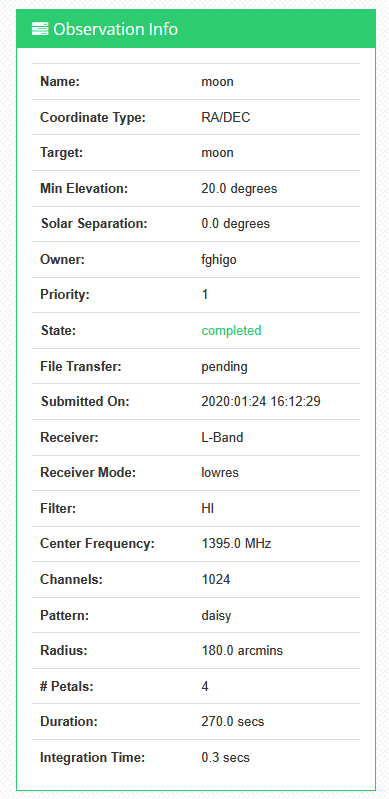 Observation Info
Name: moon
Coordinate Type: RA/DEC
Target: moon
Min Elevation: 20.0 degrees
Solar Separation: 0.0 degrees
Owner: fghigo
Priority: 1
State: completed
File Transfer: pending
Submitted On: 2020:01:24 16:12:29
Receiver: L-Band
Receiver Mode: lowres
Filter: HI
Center Frequency: 1395.0 MHz
Channels: 1024
Pattern: daisy
Radius: 180.0 arcmins
# Petals: 4
Duration: 270.0 secs
Integration Time: 0.3 secs